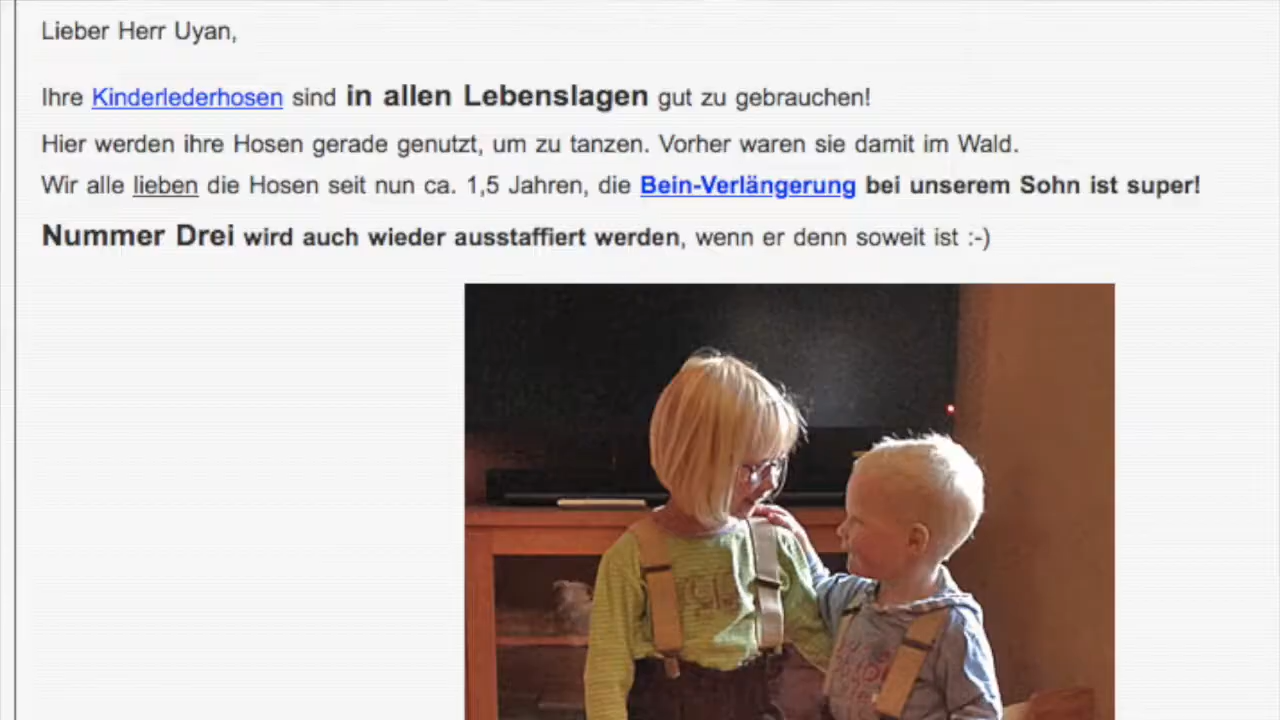 Lieber Herr Uyan,
Ihre Kinderlederhosen sind in allen Lebenslagen gut zu gebrauchen!
Hier werden ihre Hosen gerade genutzt, um zu tanzen. Vorher waren sie damit im Wald.
Wir alle lieben die Hosen seit nun ca. 1,5 Jahren, die Bein-Verlängerung bei unserem Sohn ist super!
Nummer Drei wird auch wieder ausstaffiert werden, wenn er denn soweit ist :-)